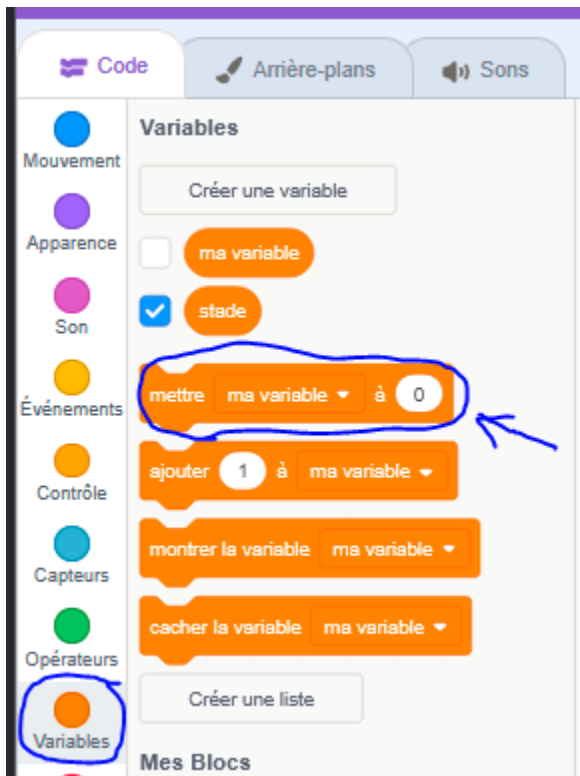 Code
Arrière-plans
Sons
Mouvement
Apparence
Son
Événements
Contrôle
Capteurs
Opérateurs
Variables
Variables
Créer une variable
ma variable
stade
mettre ma variable à 0
ajouter 1 à ma variable
montrer la variable ma variable
cacher la variable ma variable
Créer une liste
Mes Blocs